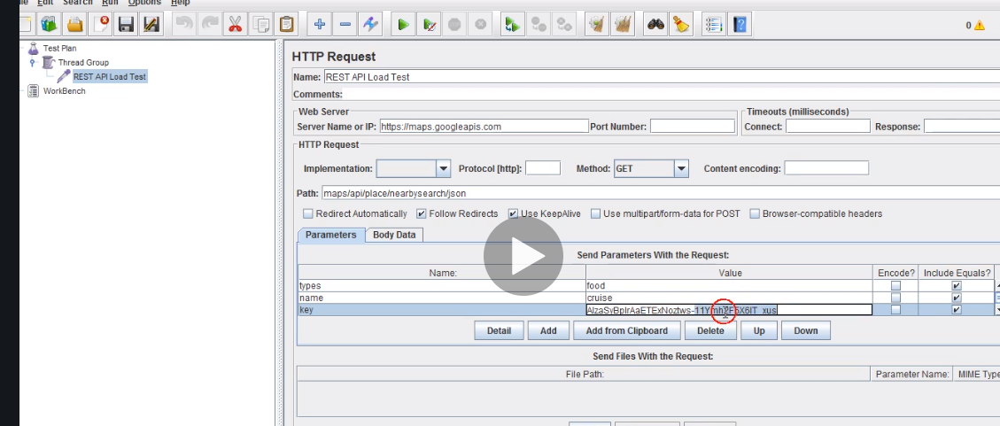 Edit Search Run Options Help
0
Test Plan
Thread Group
REST API Load Test
WorkBench
HTTP Request
Name: REST API Load Test
Comments:
Web Server
Timeouts (milliseconds)
Server Name or IP: https://maps.googleapis.com Port Number: Connect: Response:
HTTP Request
Implementation: Protocol [http]: Method: GET Content encoding:
Path: maps/api/place/nearbysearch/json
Redirect Automatically Follow Redirects Use KeepAlive Use multipart/form-data for POST Browser-compatible headers
Parameters Body Data
Send Parameters With the Request:
Name: Value Encode? Include Equals?
types food
name cruise
key
Detail Add Add from Clipboard Delete Up Down
Send Files With the Request:
File Path: Parameter Name: MIME Type